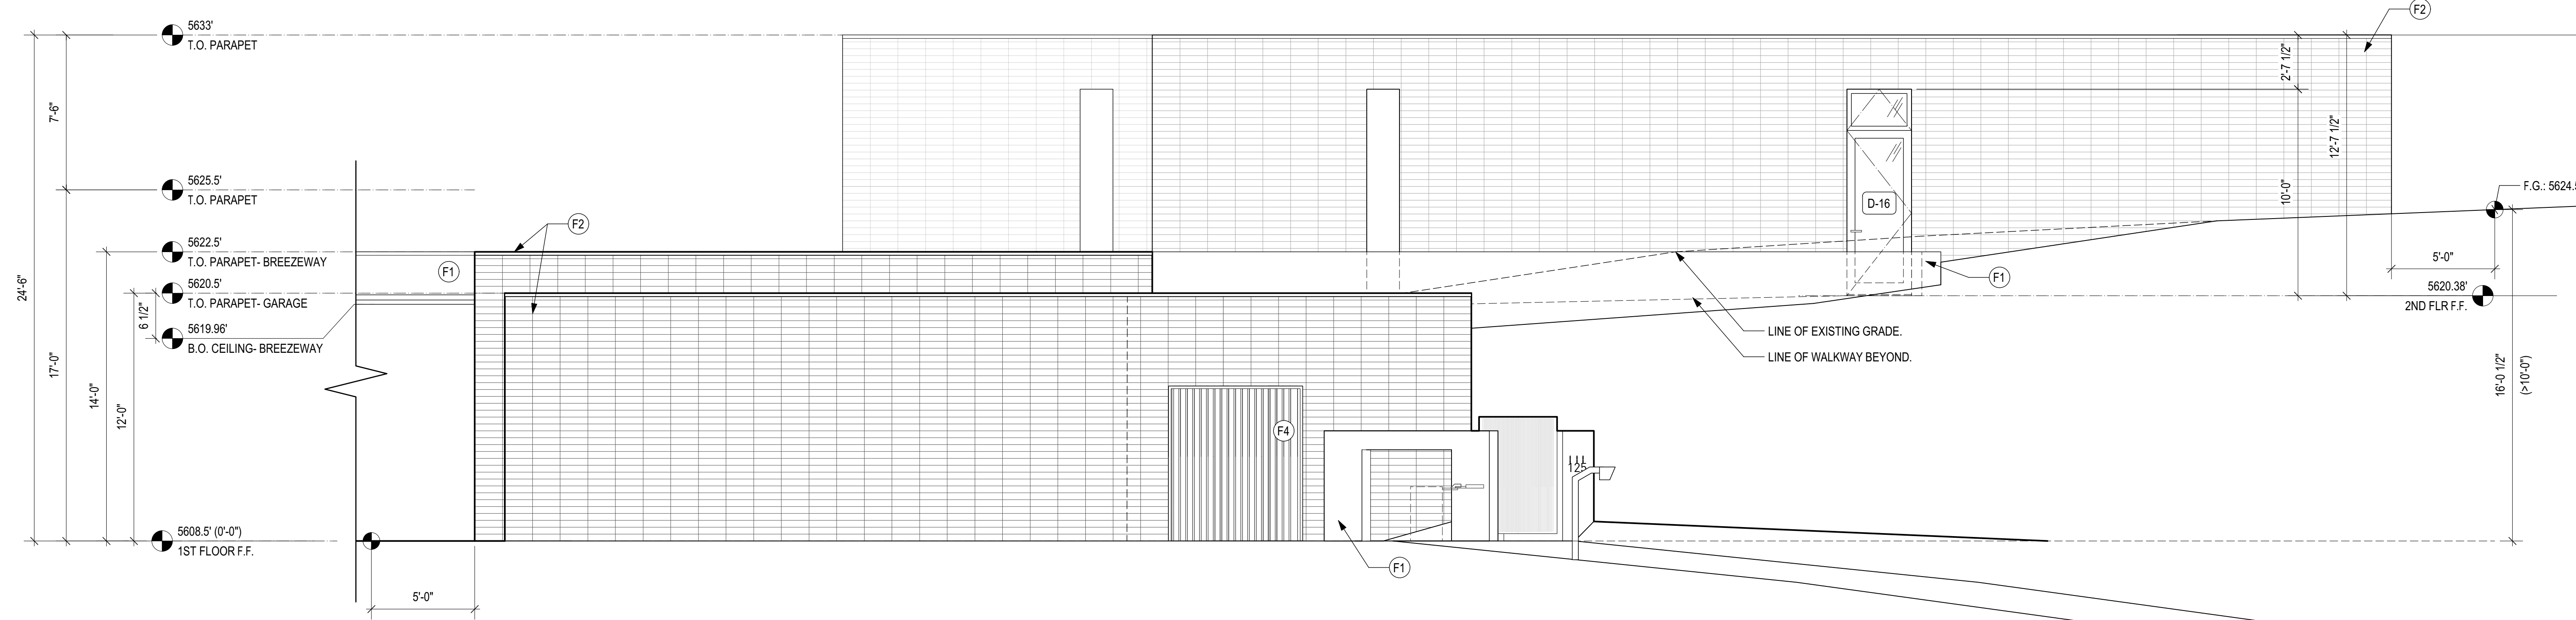 5633'
T.O. PARAPET
F2
7'-6"
2'-7 1/2"
12'-7 1/2"
5625.5'
T.O. PARAPET
D-16
10'-0"
F.G.: 5624.
F2
5622.5'
T.O. PARAPET- BREEZEWAY
F1
5'-0"
F1
24'-6"
5620.5'
T.O. PARAPET- GARAGE
5620.38'
2ND FLR F.F.
6 1/2"
5619.96'
B.O. CEILING- BREEZEWAY
LINE OF EXISTING GRADE.
LINE OF WALKWAY BEYOND.
17'-0"
14'-0"
12'-0"
16'-0 1/2"
(>10'-0")
F4
125
5608.5' (0'-0")
1ST FLOOR F.F.
F1
5'-0"